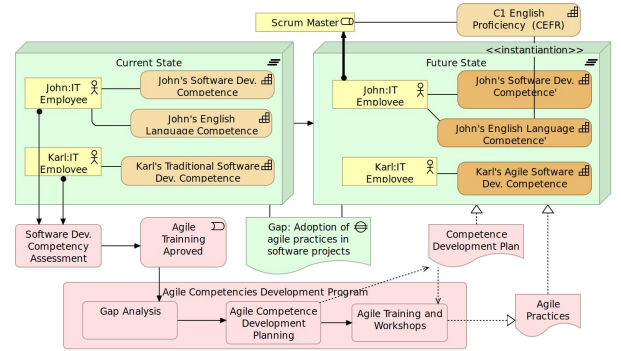 Scrum Master
C1 English
Proficiency (CEFR)
<<instantiantion>>
Current State
John:IT
Employee
John's Software Dev.
Competence
John's English
Language Competence
Karl:IT
Employee
Karl's Traditional Software
Dev. Competence
Future State
John:IT
Employee
John's Software Dev.
Competence'
John's English Language
Competence'
Karl:IT
Employee
Karl's Agile Software
Dev. Competence
Software Dev.
Competency
Assessment
Agile
Trainning
Aproved
Gap: Adoption of
agile practices in
software projects
Competence
Development Plan
Agile Competencies Development Program
Gap Analysis
Agile Competence
Development
Planning
Agile Training and
Workshops
Agile
Practices